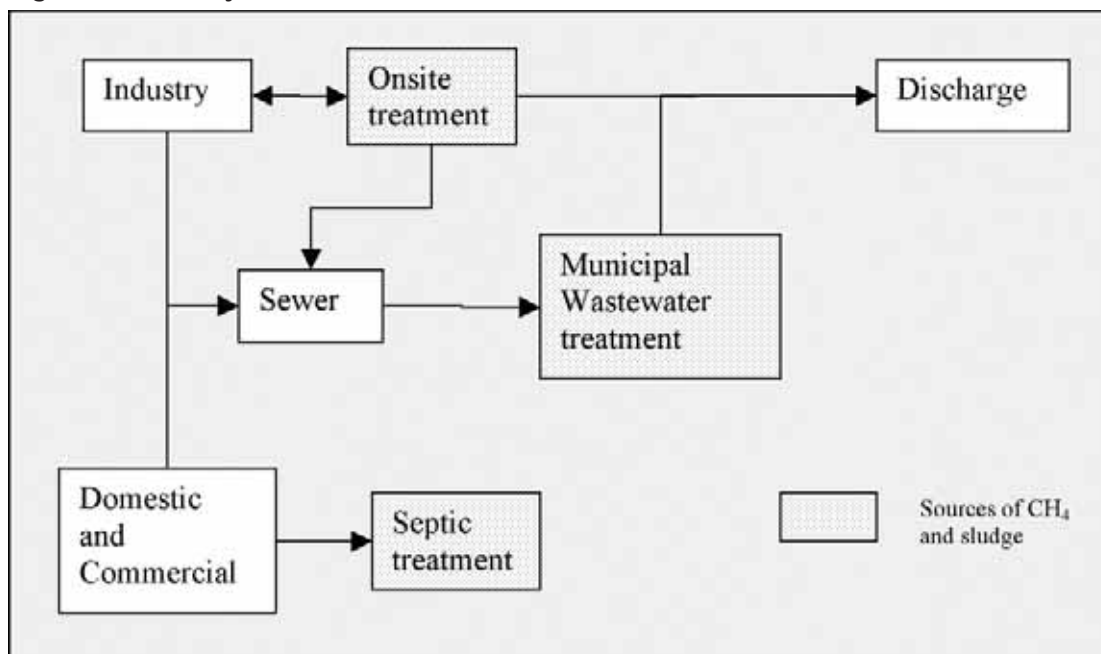 Industry
Onsite
treatment
Discharge
Sewer
Municipal
Wastewater
treatment
Domestic
and
Commercial
Septic
treatment
Sources of CH₄
and sludge